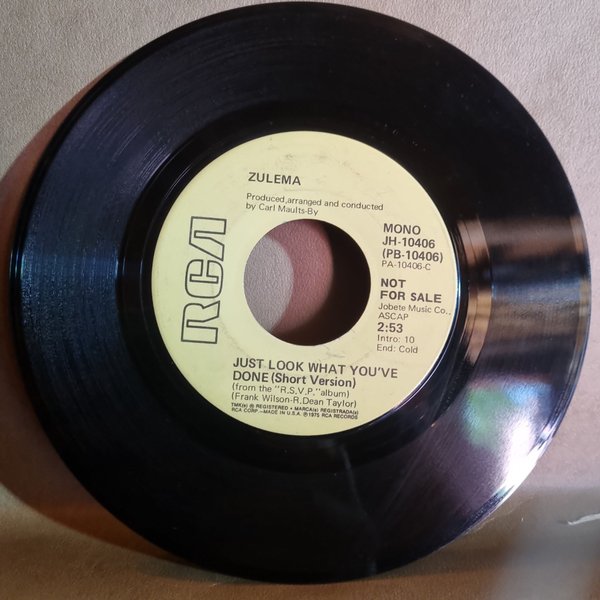 ZULEMA
Produced,arranged and conducted
by Carl Maults-By
RCA
MONO
JH-10406
(PB-10406)
PA-10406-C
NOT
FOR SALE
Jobete Music Co.,
ASCAP
2:53
Intro: 10
End: Cold
JUST LOOK WHAT YOU'VE
DONE (Short Version)
(from the "R.S.V.P."album)
(Frank Wilson-R.Dean Taylor)
TMK(s) ® REGISTERED • MARCA(s) REGISTRADA(s)
RCA CORP.-MADE IN U.S.A. ℗1975 RCA RECORDS